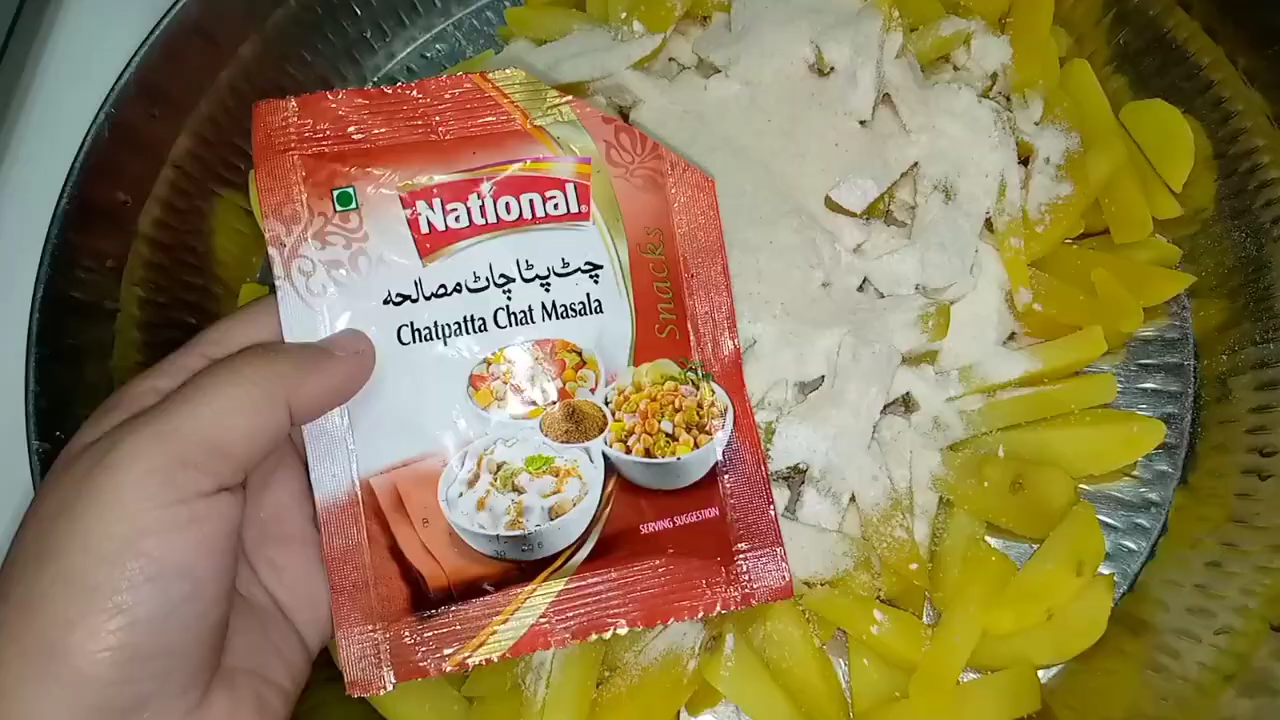 National
چٹ پٹا چاٹ مصالحہ
Chatpatta Chat Masala
Snacks
SERVING SUGGESTION